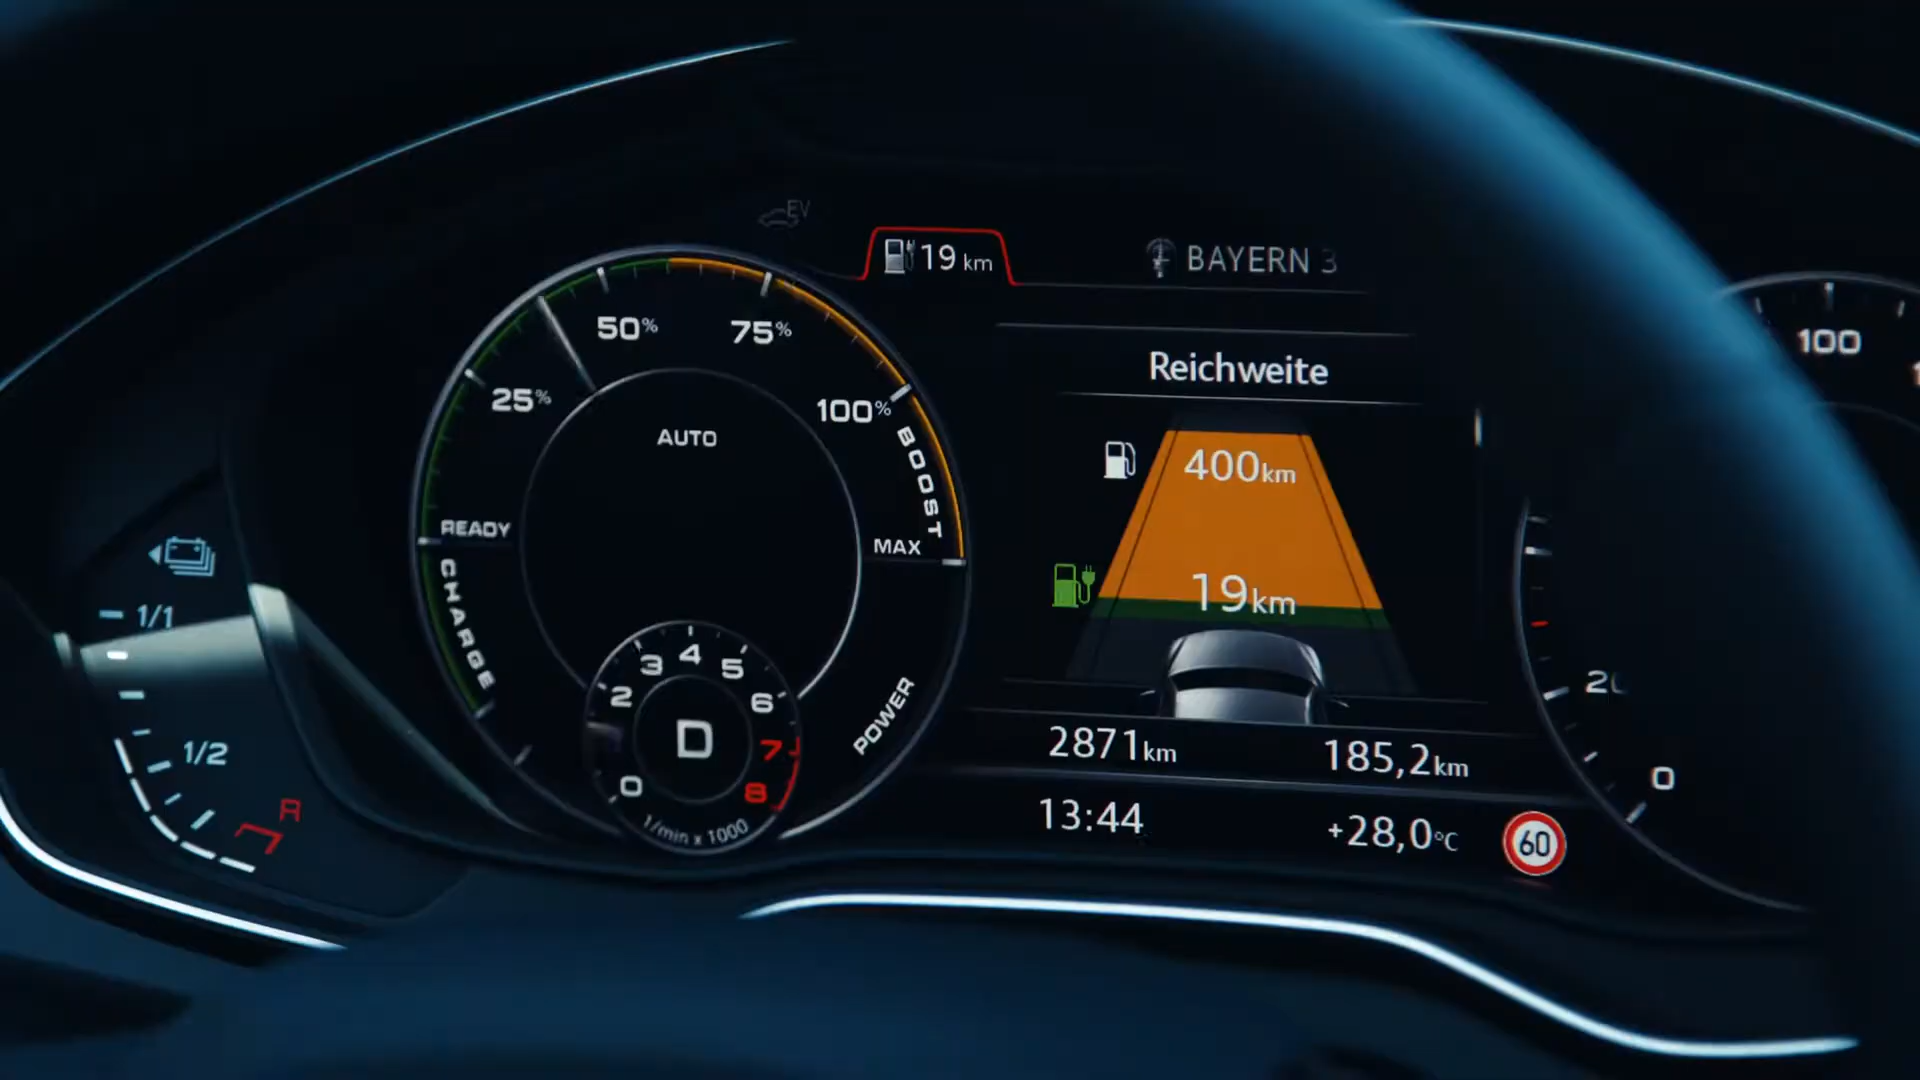 EV
19 km
BAYERN 3
50%
75%
25%
100%
AUTO
BOOST
READY
MAX
CHARGE
POWER
Reichweite
400km
19km
1/1
1/2
R
2
3
4
5
6
7
8
0
D
1/min x 1000
2871km
185,2km
13:44
+28,0°C
60
100
0